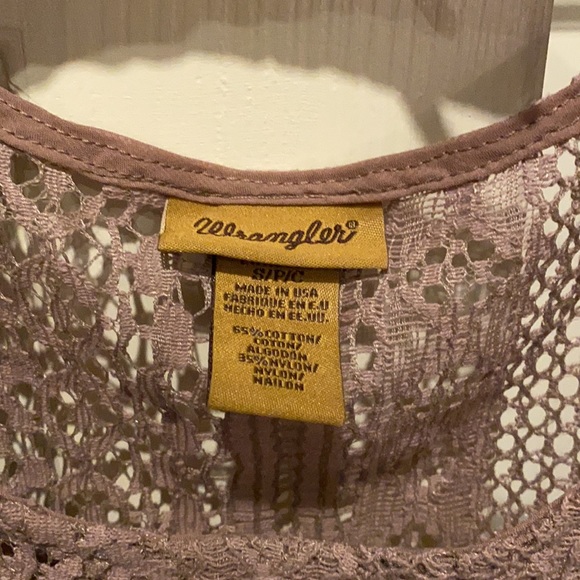 Wrangler®
S/P/C
MADE IN USA
FABRIQUE EN E.U
HECHO EN EE.UU.
65% COTTON/
COTON/
ALGODON
35% NYLON/
NYLON/
NAILON